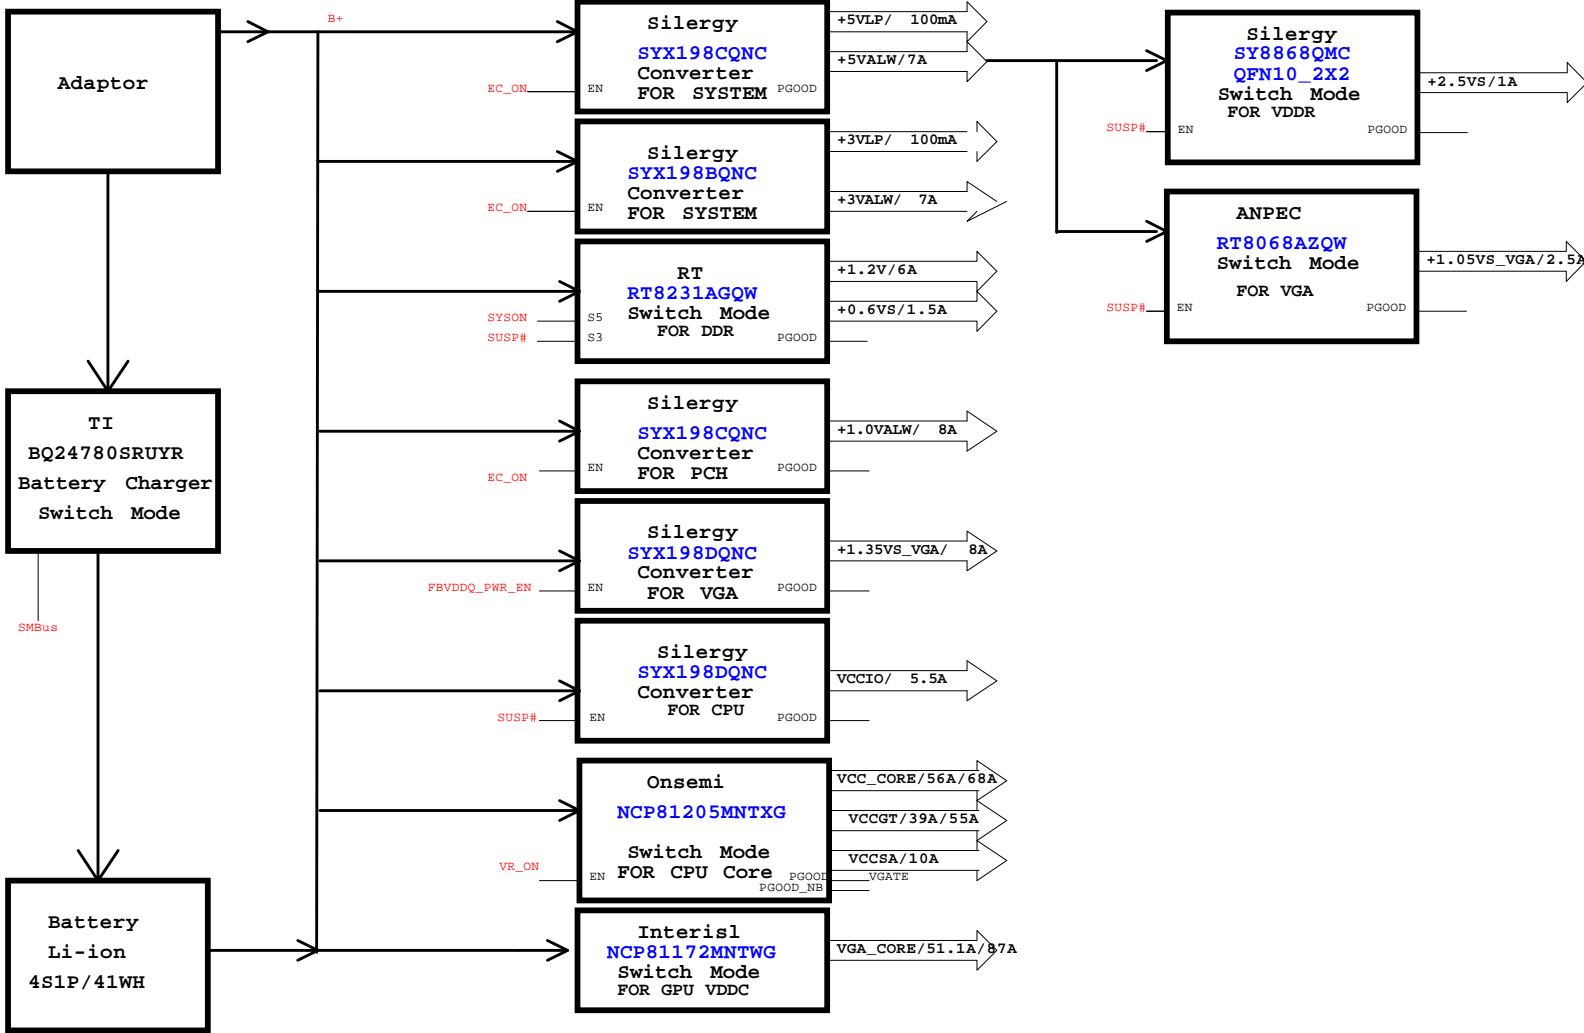 B+
Adaptor
TI
BQ24780SRUYR
Battery Charger
Switch Mode
SMBus
Battery
Li-ion
4S1P/41WH
Silergy
SYX198CQNC
Converter
FOR SYSTEM
EC_ON
EN
PGOOD
+5VLP/ 100mA
+5VALW/7A
Silergy
SYX198BQNC
Converter
FOR SYSTEM
EC_ON
EN
+3VLP/ 100mA
+3VALW/ 7A
RT
RT8231AGQW
Switch Mode
FOR DDR
SYSON
S5
SUSP#
S3
PGOOD
+1.2V/6A
+0.6VS/1.5A
Silergy
SYX198CQNC
Converter
FOR PCH
EC_ON
EN
PGOOD
+1.0VALW/ 8A
Silergy
SYX198DQNC
Converter
FOR VGA
FBVDDQ_PWR_EN
EN
PGOOD
+1.35VS_VGA/ 8A
Silergy
SYX198DQNC
Converter
FOR CPU
SUSP#
EN
PGOOD
VCCIO/ 5.5A
Onsemi
NCP81205MNTXG
Switch Mode
FOR CPU Core
VR_ON
EN
PGOOD
VGATE
PGOOD_NB
VCC_CORE/56A/68A
VCCGT/39A/55A
VCCSA/10A
Interisl
NCP81172MNTWG
Switch Mode
FOR GPU VDDC
VGA_CORE/51.1A/87A
Silergy
SY8868QMC
QFN10_2X2
Switch Mode
FOR VDDR
SUSP#
EN
PGOOD
+2.5VS/1A
ANPEC
RT8068AZQW
Switch Mode
FOR VGA
SUSP#
EN
PGOOD
+1.05VS_VGA/2.5A